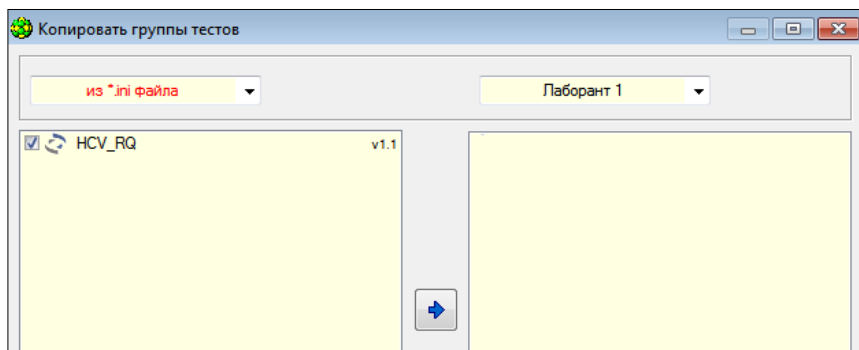 Копировать группы тестов
из *.ini файла
Лаборант 1
HCV_RQ v1.1